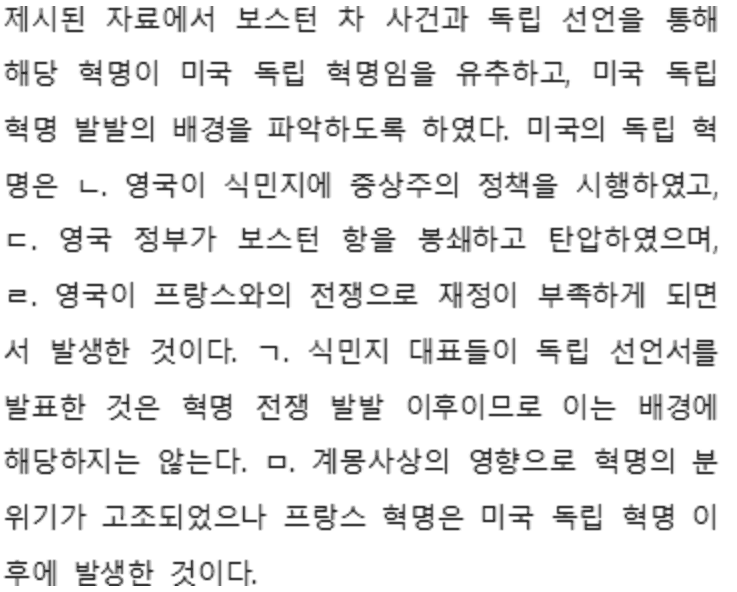 제시된 자료에서 보스턴 차 사건과 독립 선언을 통해
해당 혁명이 미국 독립 혁명임을 유추하고, 미국 독립
혁명 발발의 배경을 파악하도록 하였다. 미국의 독립 혁
명은 ㄴ. 영국이 식민지에 중상주의 정책을 시행하였고,
ㄷ. 영국 정부가 보스턴 항을 봉쇄하고 탄압하였으며,
ㄹ. 영국이 프랑스와의 전쟁으로 재정이 부족하게 되면
서 발생한 것이다. ㄱ. 식민지 대표들이 독립 선언서를
발표한 것은 혁명 전쟁 발발 이후이므로 이는 배경에
해당하지는 않는다. ㅁ. 계몽사상의 영향으로 혁명의 분
위기가 고조되었으나 프랑스 혁명은 미국 독립 혁명 이
후에 발생한 것이다.